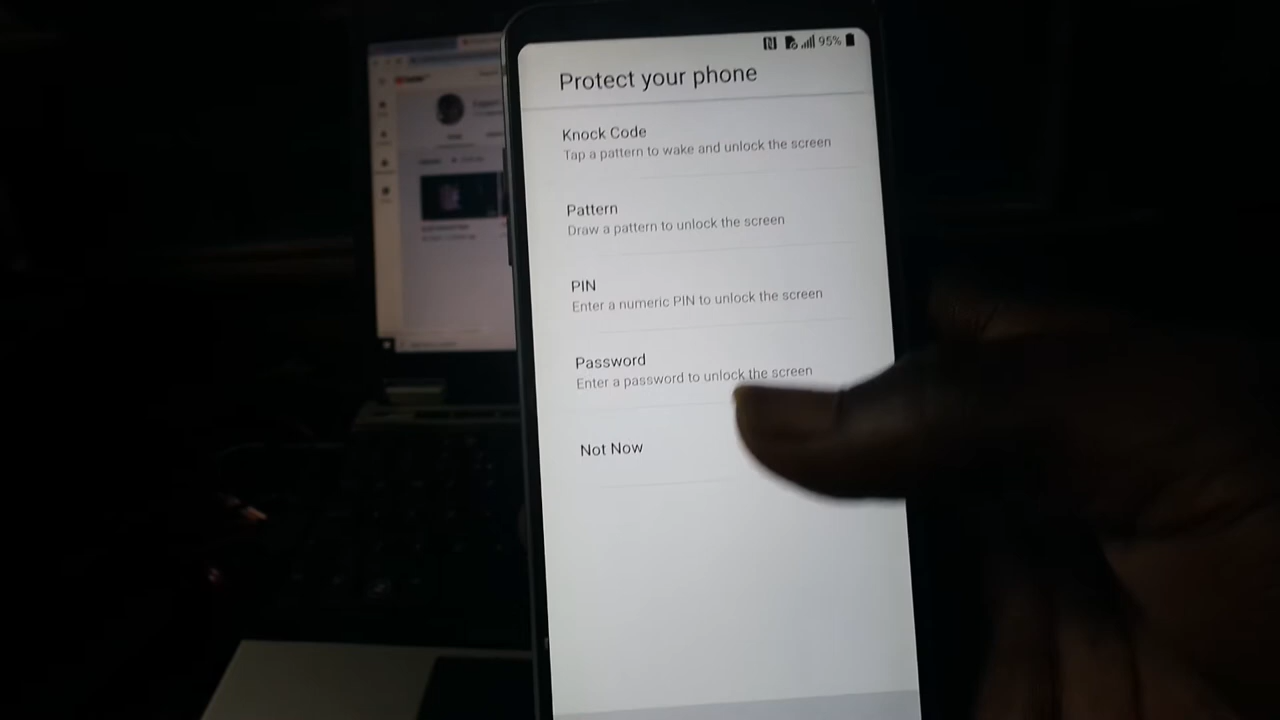 95%
Protect your phone
Knock Code
Tap a pattern to wake and unlock the screen
Pattern
Draw a pattern to unlock the screen
PIN
Enter a numeric PIN to unlock the screen
Password
Enter a password to unlock the screen
Not Now